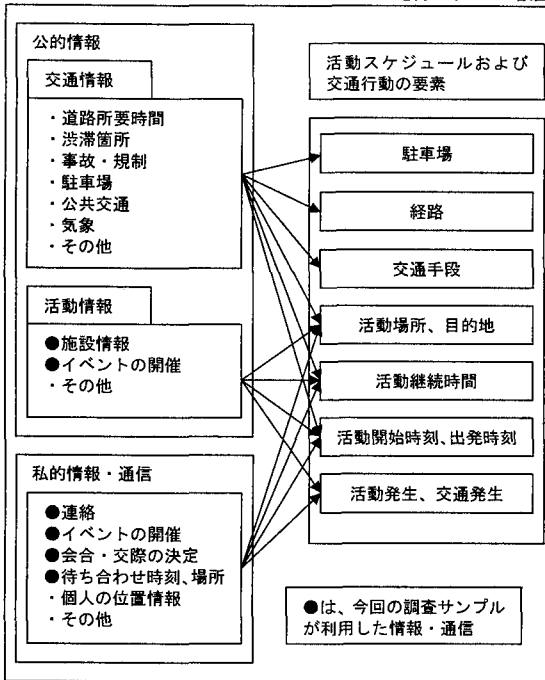 公的情報
交通情報
・道路所要時間
・渋滞箇所
・事故・規制
・駐車場
・公共交通
・気象
・その他
活動情報
●施設情報
●イベントの開催
・その他
私的情報・通信
●連絡
●イベントの開催
●会合・交際の決定
●待ち合わせ時刻、場所
・個人の位置情報
・その他
活動スケジュールおよび
交通行動の要素
駐車場
経路
交通手段
活動場所、目的地
活動継続時間
活動開始時刻、出発時刻
活動発生、交通発生
●は、今回の調査サンプル
が利用した情報・通信